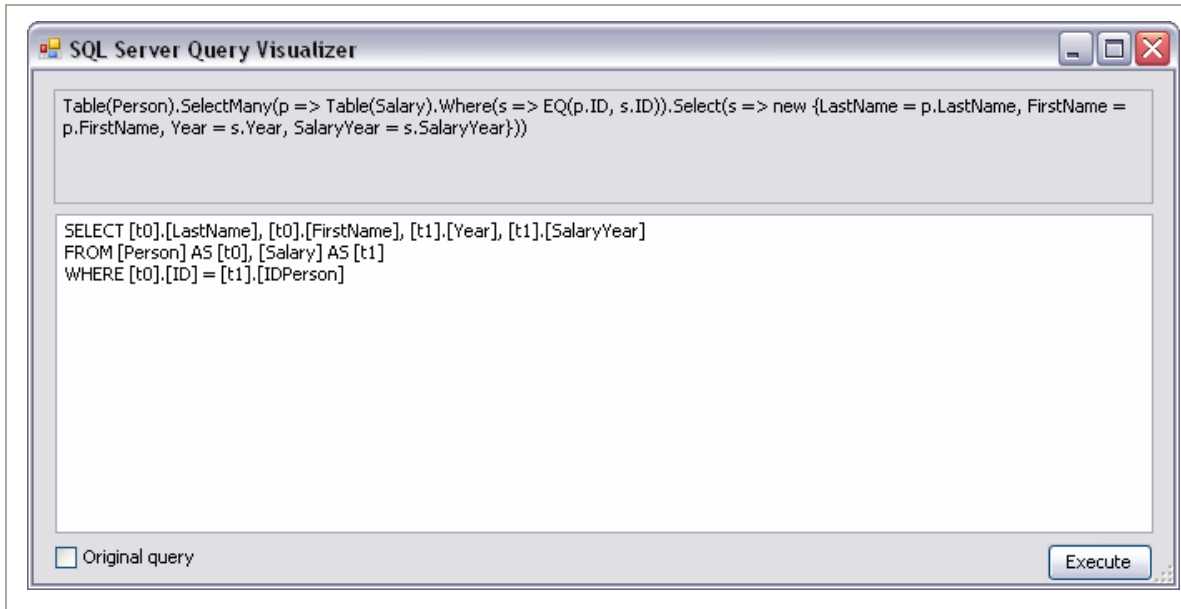 SQL Server Query Visualizer
Table(Person).SelectMany(p => Table(Salary).Where(s => EQ(p.ID, s.ID)).Select(s => new {LastName = p.LastName, FirstName =
p.FirstName, Year = s.Year, SalaryYear = s.SalaryYear}))
SELECT [t0].[LastName], [t0].[FirstName], [t1].[Year], [t1].[SalaryYear]
FROM [Person] AS [t0], [Salary] AS [t1]
WHERE [t0].[ID] = [t1].[IDPerson]
Original query
Execute